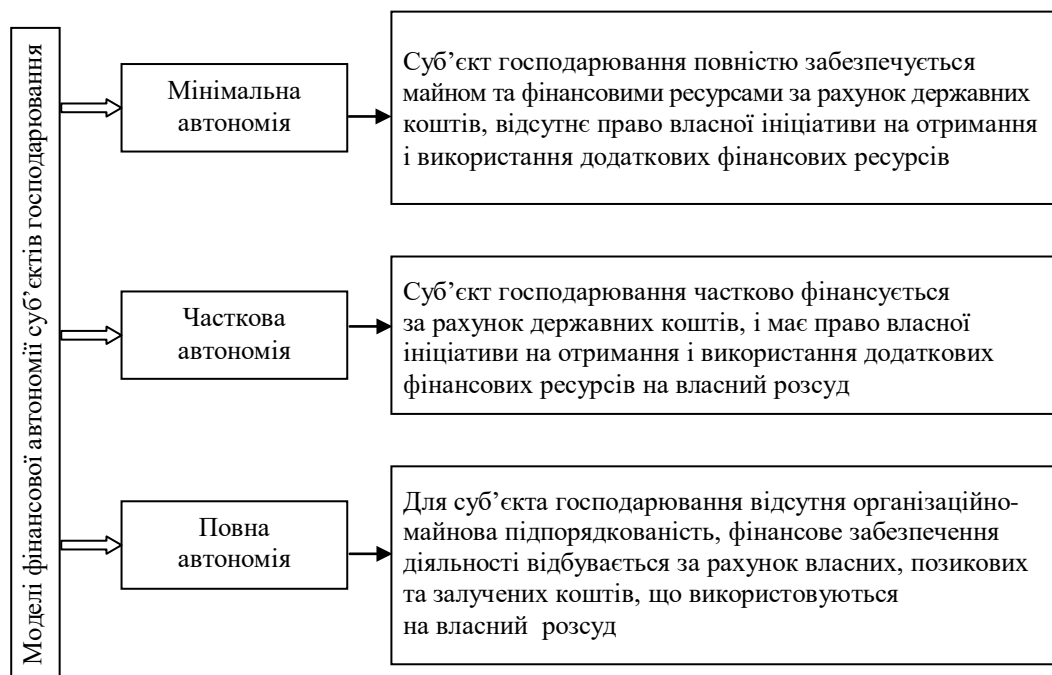 Моделі фінансової автономії суб’єктів господарювання
Мінімальна
автономія
Суб’єкт господарювання повністю забезпечується
майном та фінансовими ресурсами за рахунок державних
коштів, відсутнє право власної ініціативи на отримання
і використання додаткових фінансових ресурсів
Часткова
автономія
Суб’єкт господарювання частково фінансується
за рахунок державних коштів, і має право власної
ініціативи на отримання і використання додаткових
фінансових ресурсів на власний розсуд
Повна
автономія
Для суб’єкта господарювання відсутня організаційно-
майнова підпорядкованість, фінансове забезпечення
діяльності відбувається за рахунок власних, позикових
та залучених коштів, що використовуються
на власний розсуд